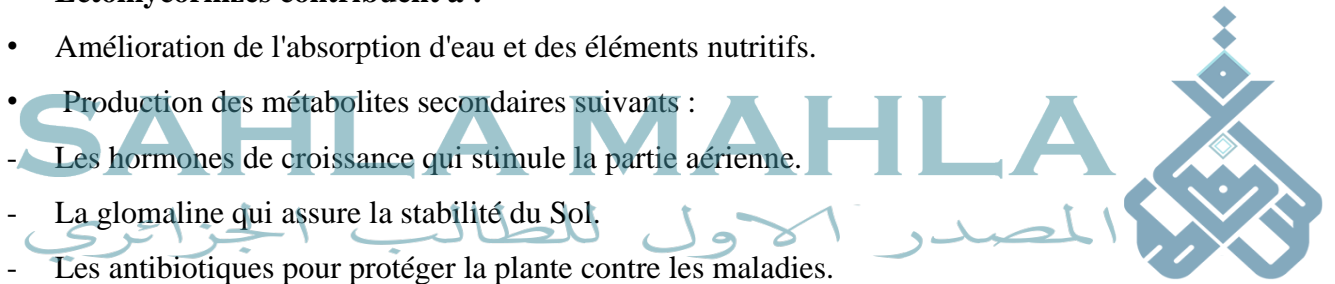 Ectomycorhizes contribuent à :
• Amélioration de l'absorption d'eau et des éléments nutritifs.
• Production des métabolites secondaires suivants :
SAHLA MAHLA
- Les hormones de croissance qui stimule la partie aérienne.
- La glomaline qui assure la stabilité du Sol.
المصدر الاول للطالب الجزائري
- Les antibiotiques pour protéger la plante contre les maladies.